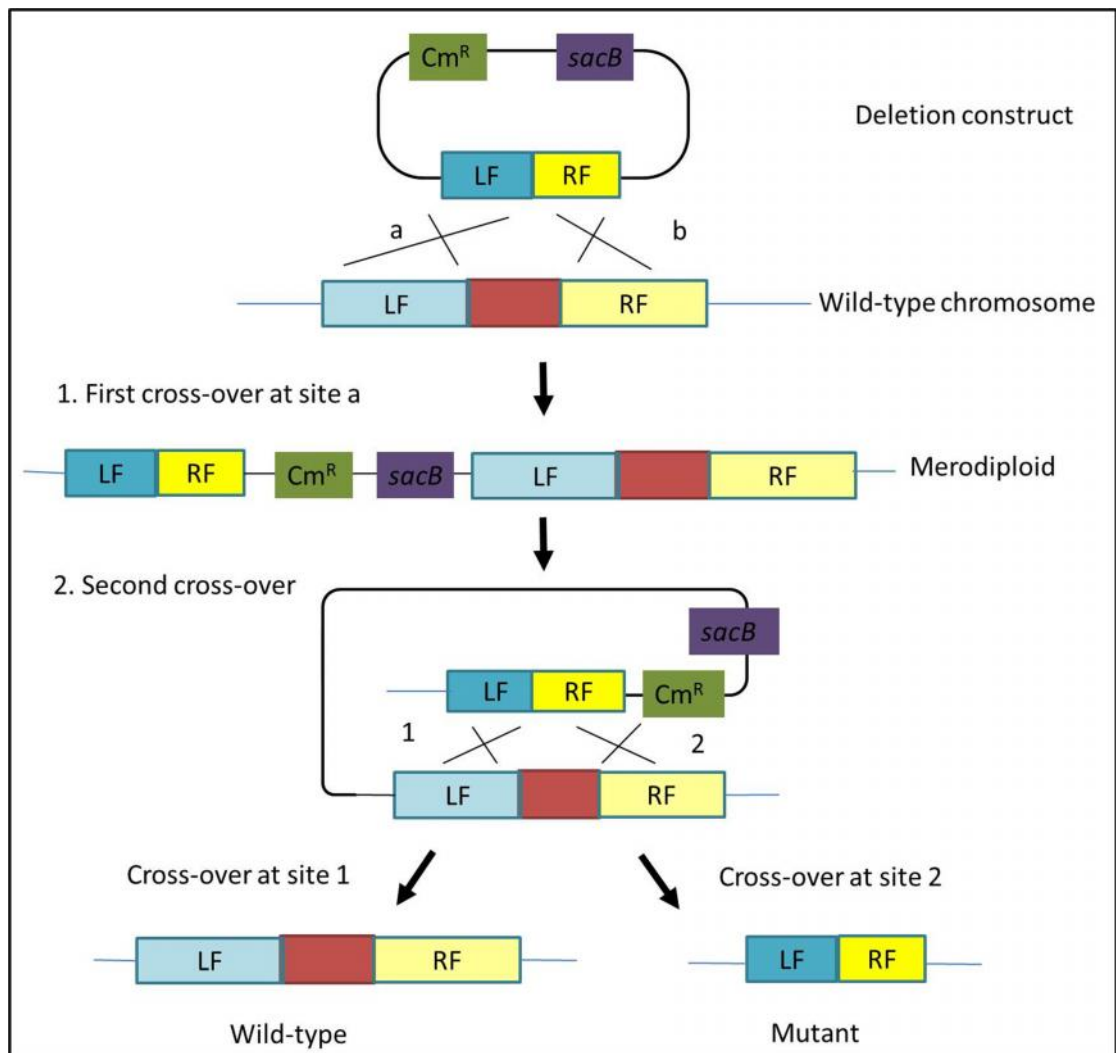 Cmᴿ sacB
Deletion construct
LF RF
a b
LF RF
Wild-type chromosome
1. First cross-over at site a
LF RF Cmᴿ sacB LF RF
Merodiploid
2. Second cross-over
sacB
LF RF Cmᴿ
1 2
LF RF
Cross-over at site 1 Cross-over at site 2
LF RF LF RF
Wild-type Mutant